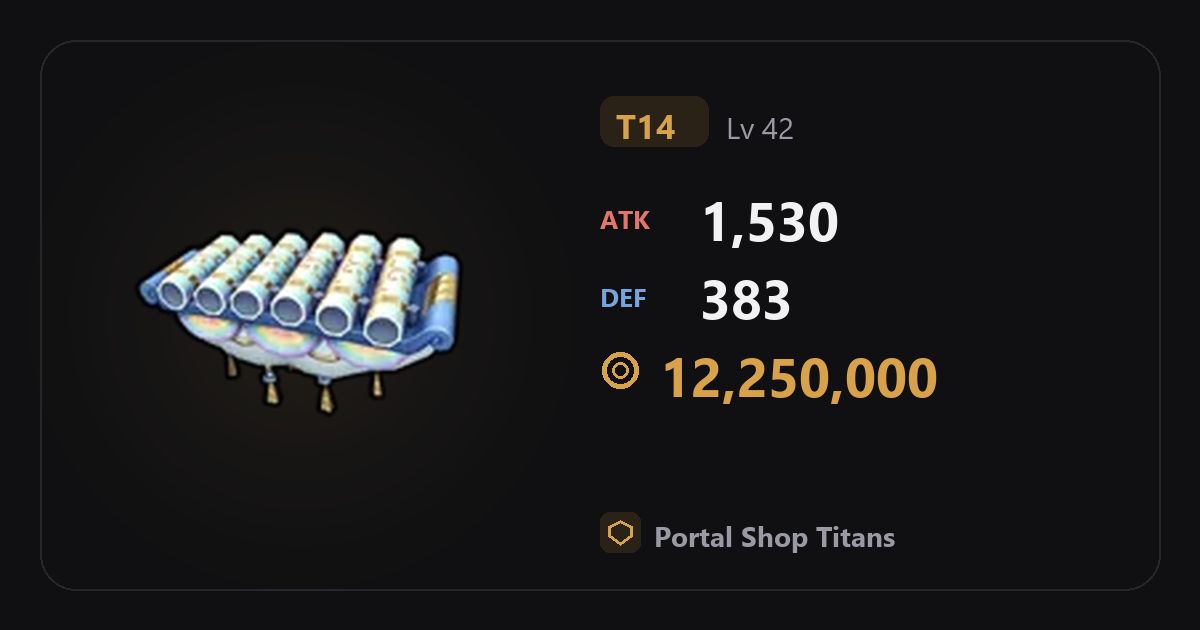 T14 Lv 42
ATK 1,530
DEF 383
12,250,000
Portal Shop Titans